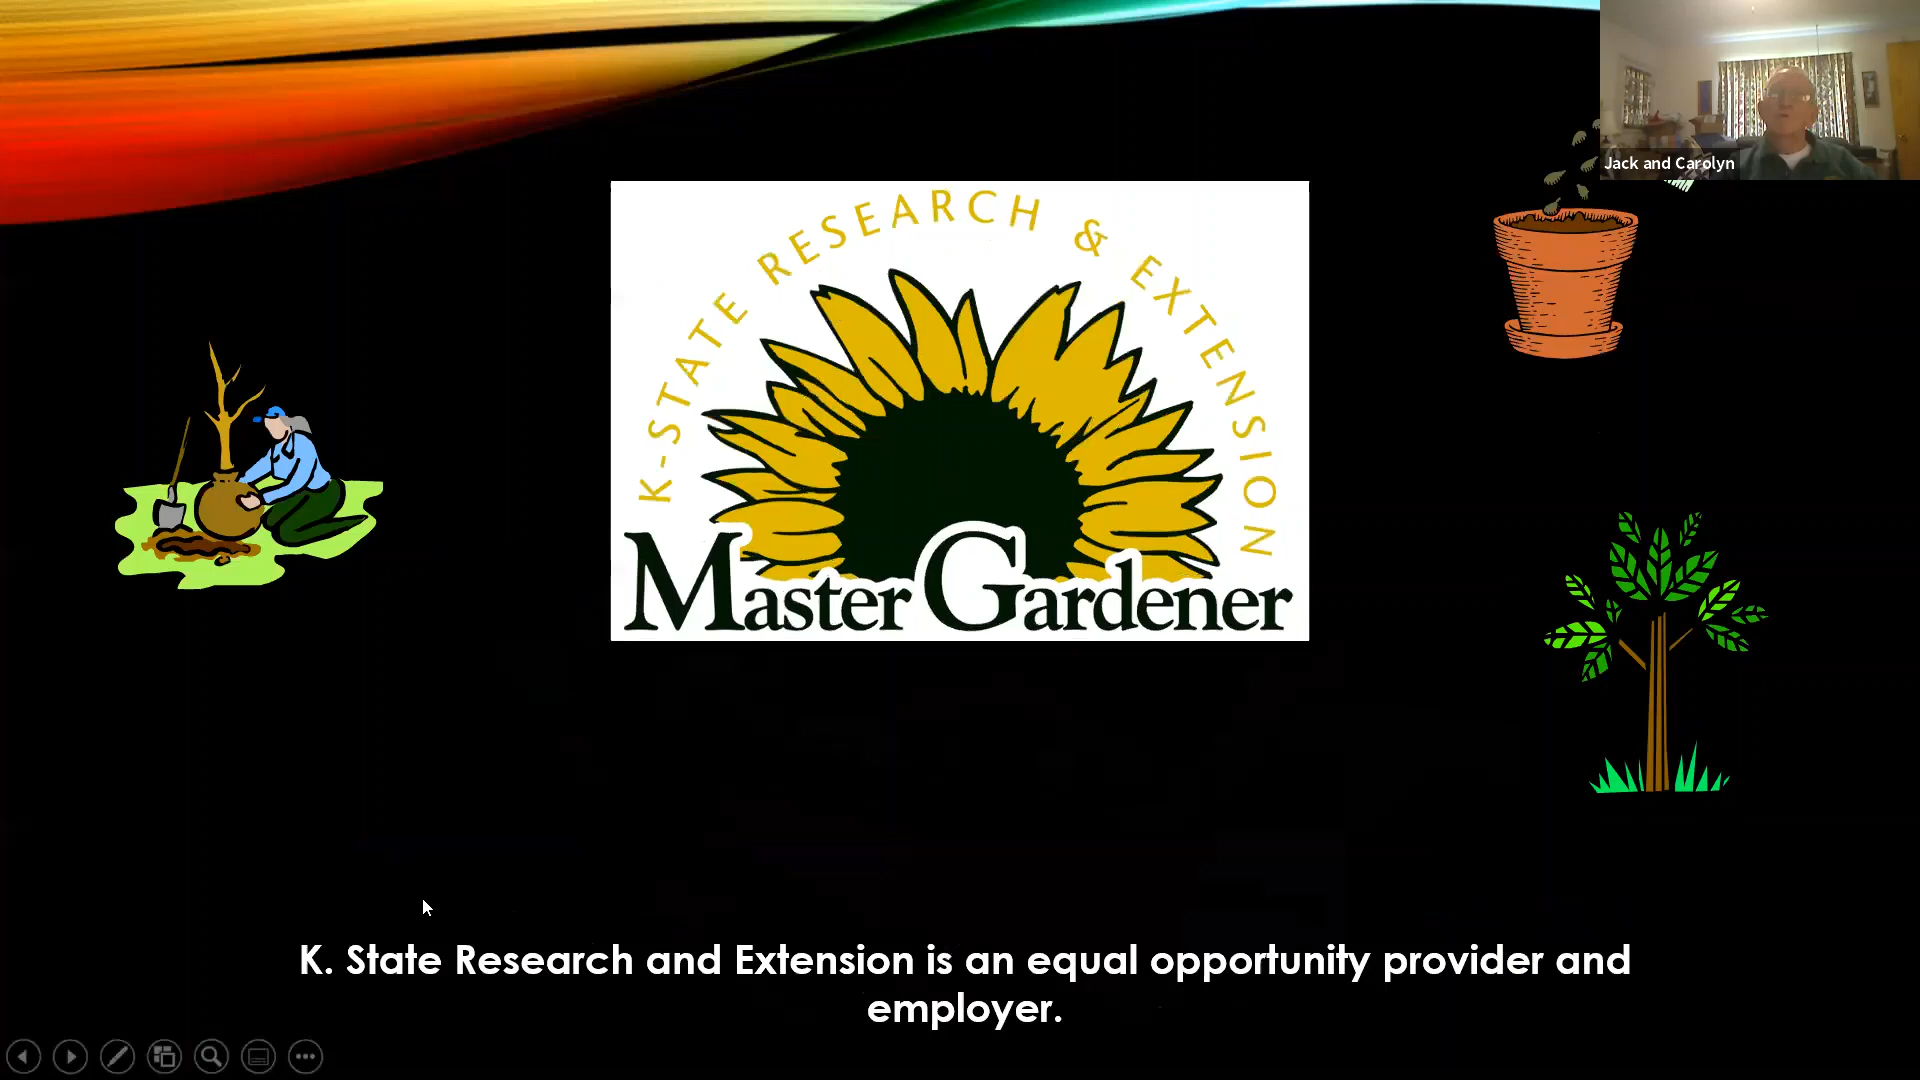 Jack and Carolyn
K-STATE RESEARCH & EXTENSION
Master Gardener
K. State Research and Extension is an equal opportunity provider and
employer.